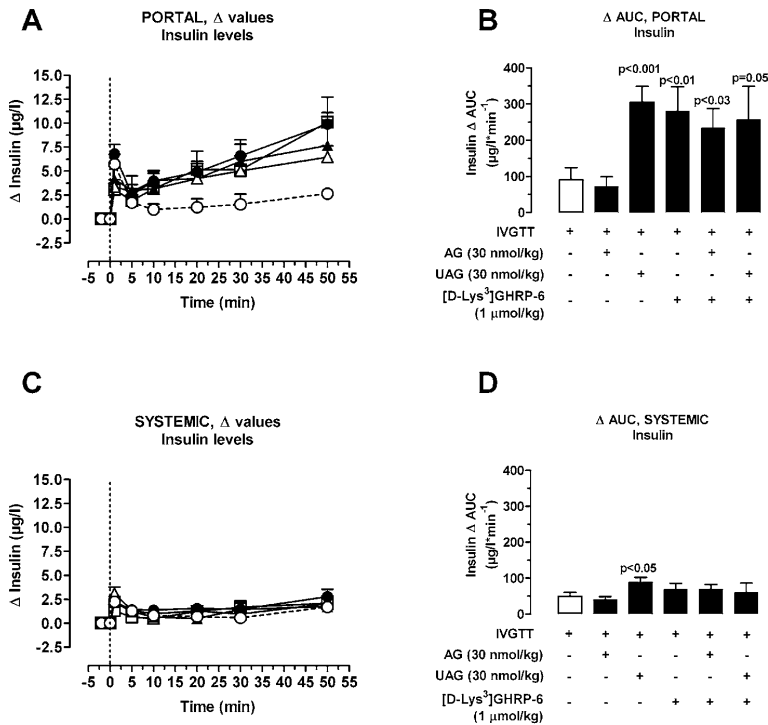 A
PORTAL, Δ values
Insulin levels
Δ Insulin (µg/l)
15.0
12.5
10.0
7.5
5.0
2.5
0.0
-2.5
-5 0 5 10 15 20 25 30 35 40 45 50 55
Time (min)
B
Δ AUC, PORTAL
Insulin
Insulin Δ AUC
(µg/l*min⁻¹)
400
300
200
100
0
p<0.001
p<0.01
p<0.03
p=0.05
IVGTT + + + + + +
AG (30 nmol/kg) - + - - + -
UAG (30 nmol/kg) - - + - - +
[D-Lys³]GHRP-6 - - - + + +
(1 µmol/kg)
C
SYSTEMIC, Δ values
Insulin levels
Δ Insulin (µg/l)
15.0
12.5
10.0
7.5
5.0
2.5
0.0
-2.5
-5 0 5 10 15 20 25 30 35 40 45 50 55
Time (min)
D
Δ AUC, SYSTEMIC
Insulin
Insulin Δ AUC
(µg/l*min⁻¹)
400
300
200
100
0
p<0.05
IVGTT + + + + + +
AG (30 nmol/kg) - + - - + -
UAG (30 nmol/kg) - - + - - +
[D-Lys³]GHRP-6 - - - + + +
(1 µmol/kg)